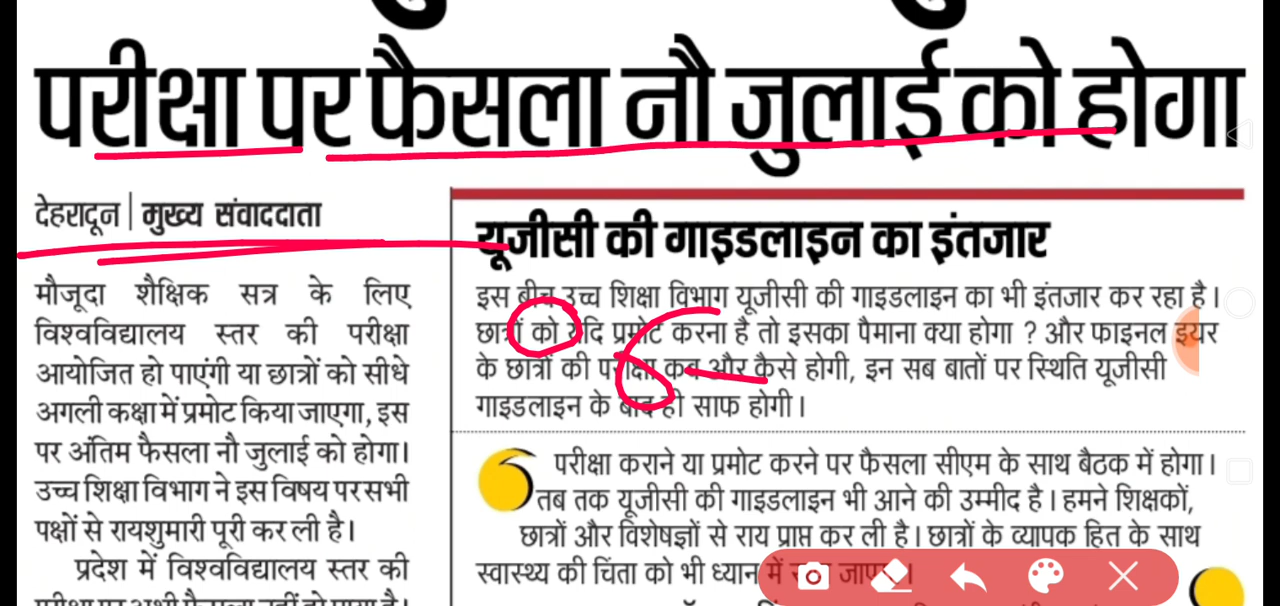 परीक्षा पर फैसला नौ जुलाई को होगा
देहरादून | मुख्य संवाददाता
मौजूदा शैक्षिक सत्र के लिए
विश्वविद्यालय स्तर की परीक्षा
आयोजित हो पाएंगी या छात्रों को सीधे
अगली कक्षा में प्रमोट किया जाएगा, इस
पर अंतिम फैसला नौ जुलाई को होगा।
उच्च शिक्षा विभाग ने इस विषय पर सभी
पक्षों से रायशुमारी पूरी कर ली है।
प्रदेश में विश्वविद्यालय स्तर की
यूजीसी की गाइडलाइन का इंतजार
इस बीच उच्च शिक्षा विभाग यूजीसी की गाइडलाइन का भी इंतजार कर रहा है।
छात्रों को यदि प्रमोट करना है तो इसका पैमाना क्या होगा ? और फाइनल इयर
के छात्रों की परीक्षा कब और कैसे होगी, इन सब बातों पर स्थिति यूजीसी
गाइडलाइन के बाद ही साफ होगी।
परीक्षा कराने या प्रमोट करने पर फैसला सीएम के साथ बैठक में होगा।
तब तक यूजीसी की गाइडलाइन भी आने की उम्मीद है। हमने शिक्षकों,
छात्रों और विशेषज्ञों से राय प्राप्त कर ली है। छात्रों के व्यापक हित के साथ
स्वास्थ्य की चिंता को भी ध्यान में